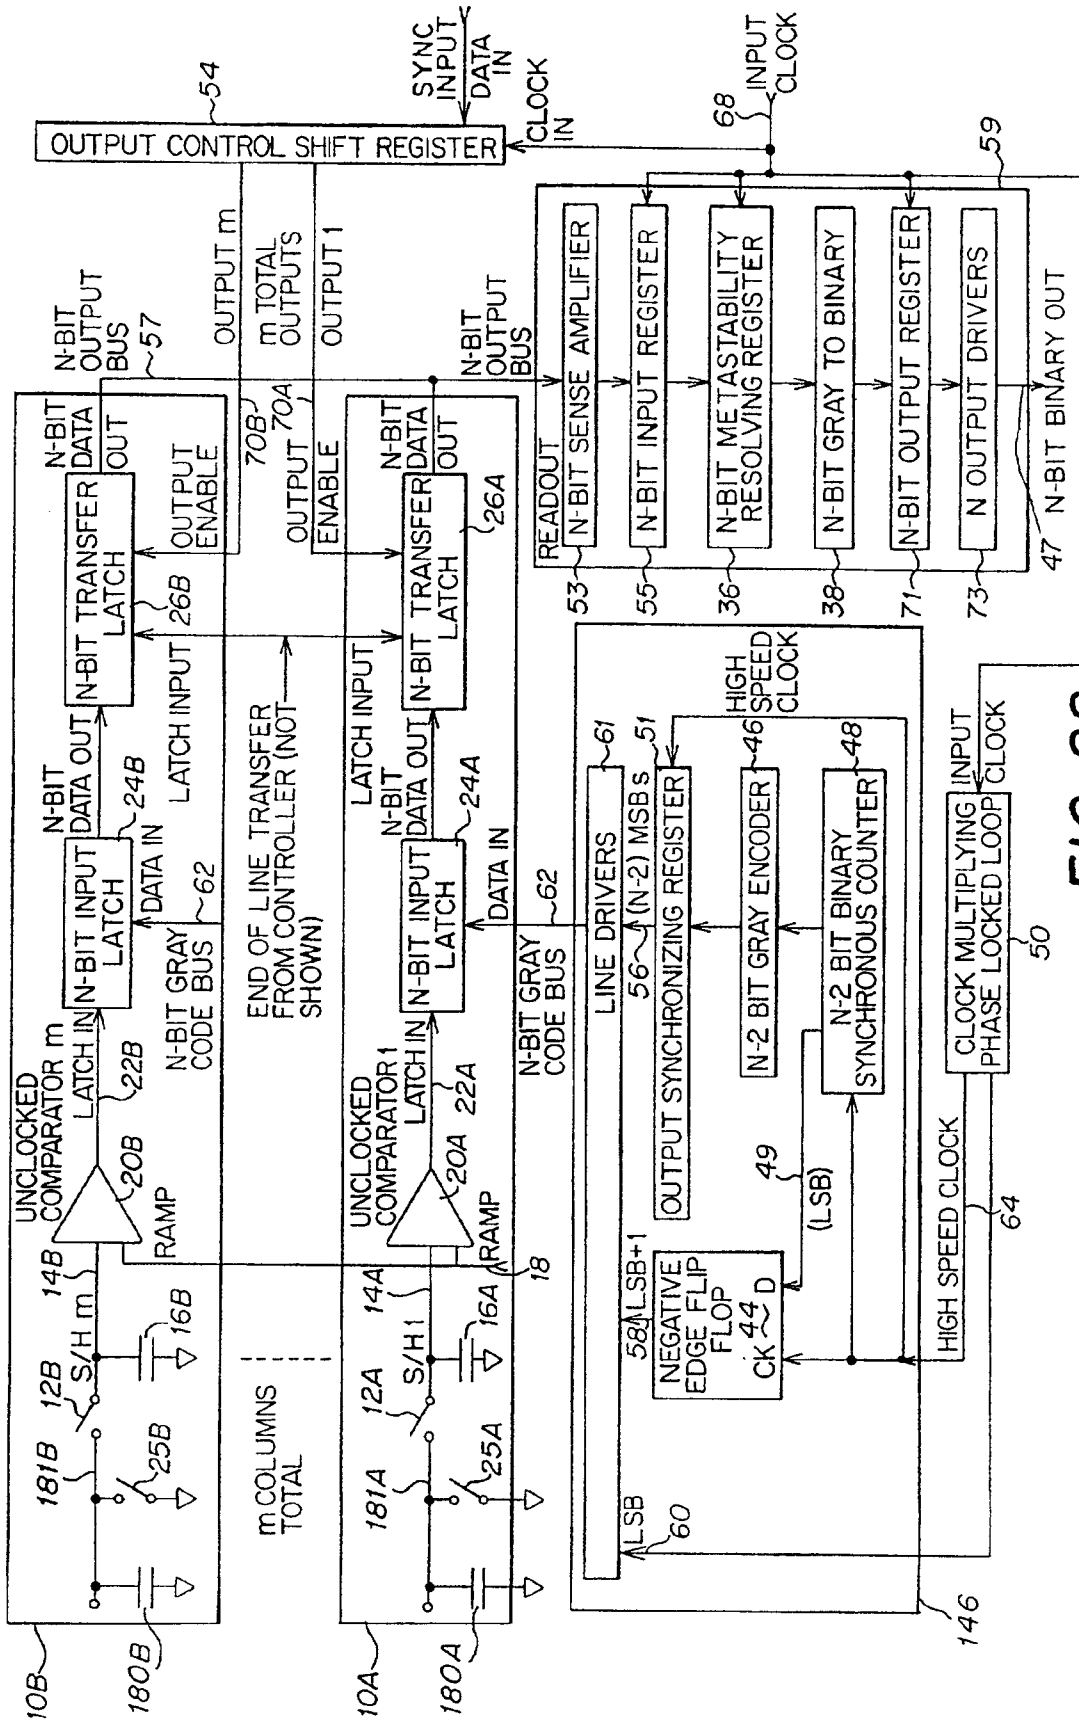 10B
180B
181B
12B
25B
S/H m
16B
14B
UNCLOCKED
COMPARATOR m
20B
RAMP
LATCH IN
22B
N-BIT GRAY
CODE BUS
N-BIT INPUT
LATCH
24B
DATA IN
62
N-BIT
DATA OUT
LATCH INPUT
N-BIT TRANSFER
LATCH
26B
N-BIT
DATA
OUT
OUTPUT
ENABLE
N-BIT
OUTPUT
BUS
57
m COLUMNS
TOTAL
END OF LINE TRANSFER
FROM CONTROLLER (NOT
SHOWN)
70B
70A
OUTPUT m
m TOTAL
OUTPUTS
OUTPUT 1
OUTPUT CONTROL SHIFT REGISTER
54
SYNC
INPUT
DATA
IN
CLOCK
IN
10A
180A
181A
12A
25A
S/H 1
16A
14A
UNCLOCKED
COMPARATOR 1
20A
RAMP
18
LATCH IN
22A
N-BIT GRAY
CODE BUS
N-BIT INPUT
LATCH
24A
DATA IN
62
N-BIT
DATA OUT
LATCH INPUT
N-BIT TRANSFER
LATCH
26A
OUTPUT
ENABLE
N-BIT
DATA
OUT
N-BIT
OUTPUT
BUS
68
INPUT
CLOCK
146
LSB
60
LINE DRIVERS
61
58
LSB+1
NEGATIVE
EDGE FLIP
FLOP
CK
44
D
49
(LSB)
56
(N-2) MSB s
OUTPUT SYNCHRONIZING REGISTER
51
N-2 BIT GRAY ENCODER
46
N-2 BIT BINARY
SYNCHRONOUS COUNTER
48
HIGH
SPEED
CLOCK
HIGH SPEED CLOCK
64
CLOCK MULTIPLYING
PHASE LOCKED LOOP
50
INPUT
CLOCK
READOUT
59
53
N-BIT SENSE AMPLIFIER
55
N-BIT INPUT REGISTER
36
N-BIT METASTABILITY
RESOLVING REGISTER
38
N-BIT GRAY TO BINARY
71
N-BIT OUTPUT REGISTER
73
N OUTPUT DRIVERS
47
N-BIT BINARY OUT